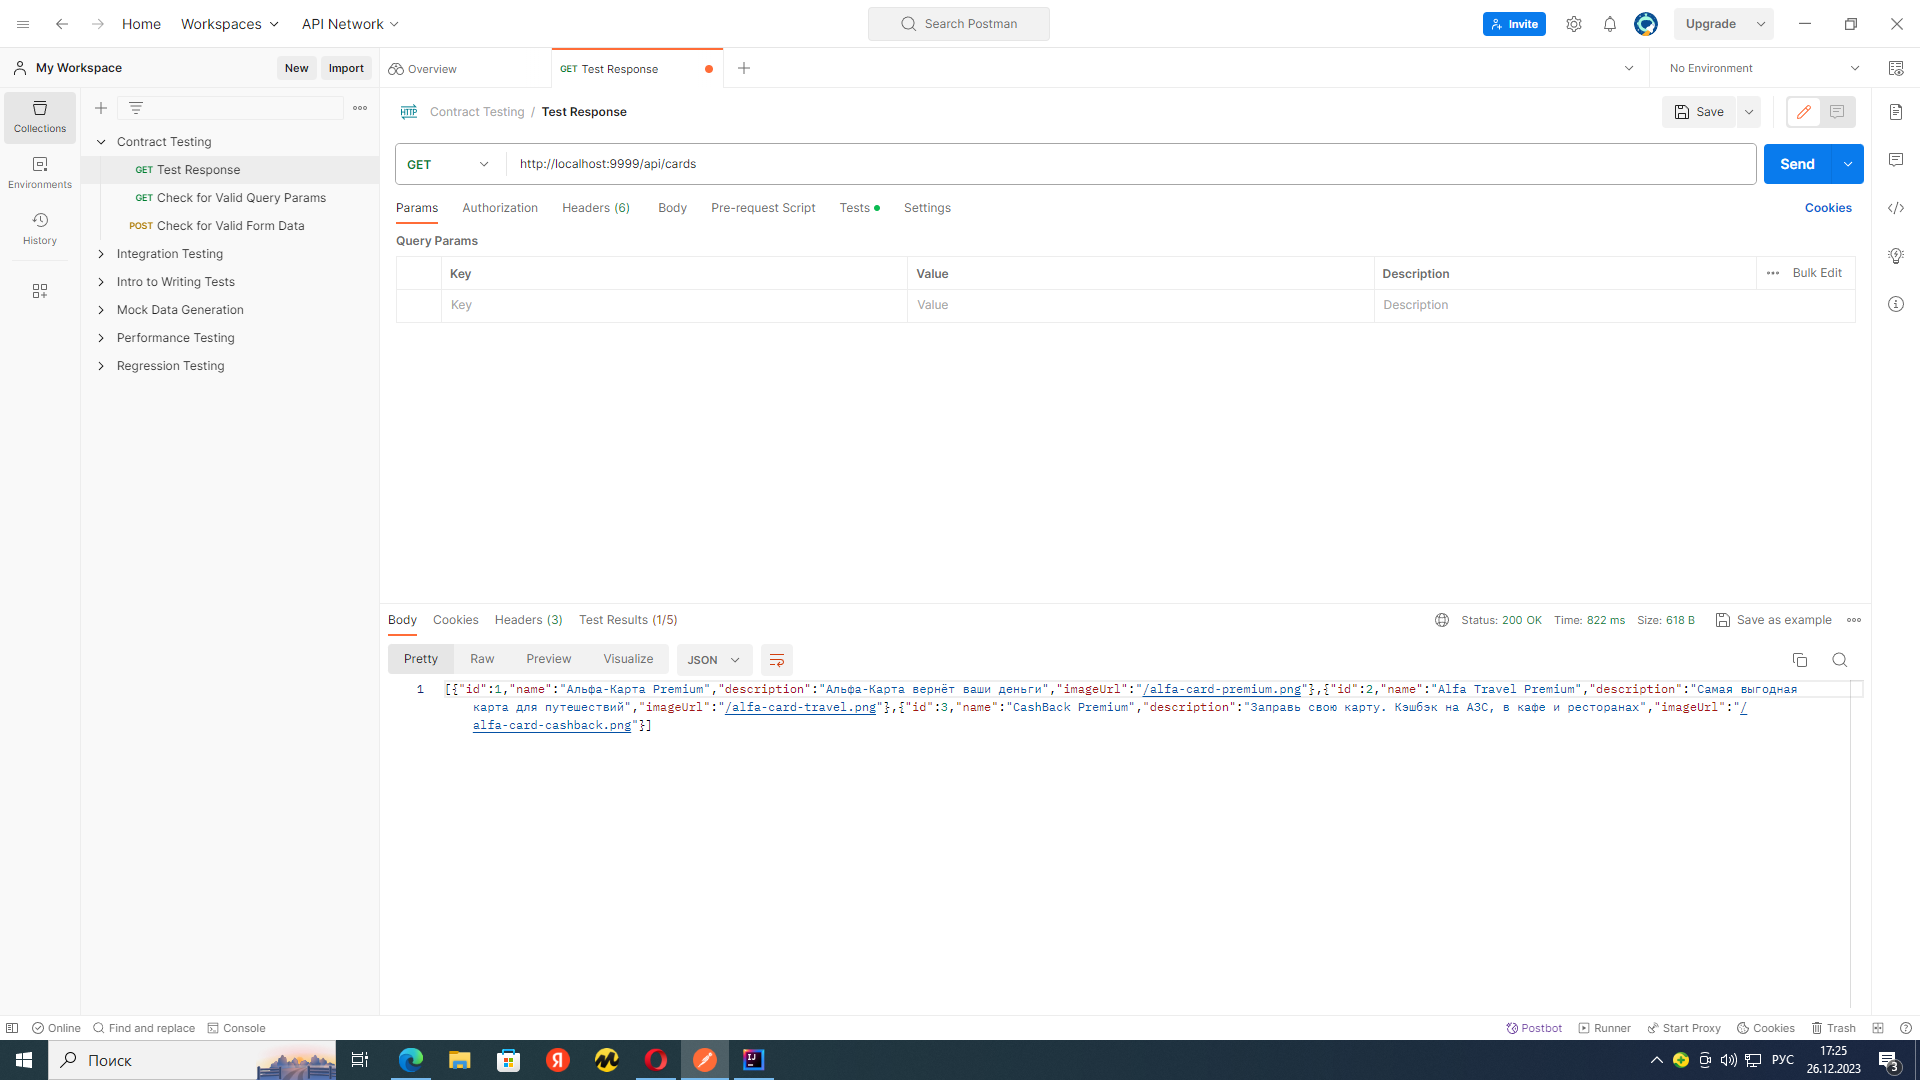 Home Workspaces API Network Search Postman Invite Upgrade
My Workspace New Import Overview GET Test Response No Environment
Collections
Environments
History
Contract Testing
GET Test Response
GET Check for Valid Query Params
POST Check for Valid Form Data
Integration Testing
Intro to Writing Tests
Mock Data Generation
Performance Testing
Regression Testing
HTTP Contract Testing / Test Response Save
GET http://localhost:9999/api/cards Send
Params Authorization Headers (6) Body Pre-request Script Tests Settings Cookies
Query Params
Key Value Description Bulk Edit
Key Value Description
Body Cookies Headers (3) Test Results (1/5) Status: 200 OK Time: 822 ms Size: 618 B Save as example
Pretty Raw Preview Visualize JSON
1 [{"id":1,"name":"Альфа-Карта Premium","description":"Альфа-Карта вернёт ваши деньги","imageUrl":"/alfa-card-premium.png"},{"id":2,"name":"Alfa Travel Premium","description":"Самая выгодная
карта для путешествий","imageUrl":"/alfa-card-travel.png"},{"id":3,"name":"CashBack Premium","description":"Заправь свою карту. Кэшбэк на АЗС, в кафе и ресторанах","imageUrl":"/
alfa-card-cashback.png"}]
Online Find and replace Console Postbot Runner Start Proxy Cookies Trash
Поиск Я IJ РУС 17:25
26.12.2023 3